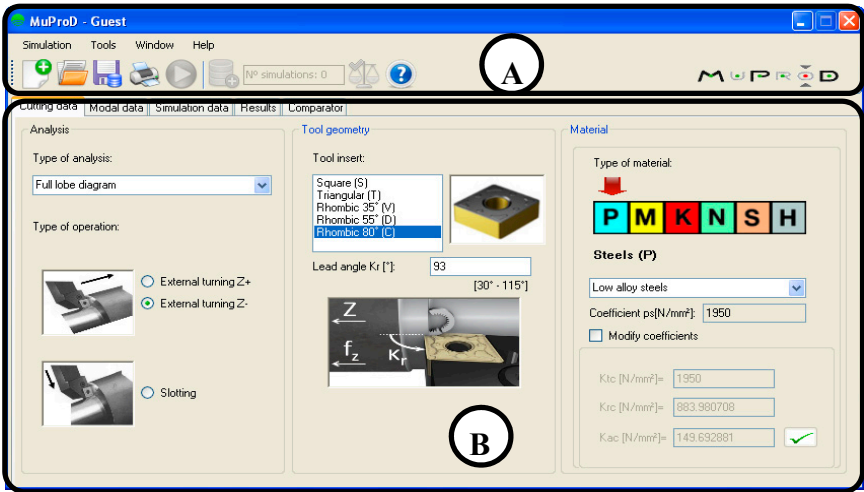 MuProD - Guest
Simulation Tools Window Help
Nº simulations: 0
A
MUPROD
Cutting data Modal data Simulation data Results Comparator
Analysis
Type of analysis:
Full lobe diagram
Type of operation:
External turning Z+
External turning Z-
Slotting
Tool geometry
Tool insert:
Square (S)
Triangular (T)
Rhombic 35° (V)
Rhombic 55° (D)
Rhombic 80° (C)
Lead angle Kr [°]: 93
[30° - 115°]
Z
fz Kr
B
Material
Type of material:
P M K N S H
Steels (P)
Low alloy steels
Coefficient ps[N/mm²]: 1950
Modify coefficients
Ktc [N/mm²]= 1950
Krc [N/mm²]= 883.980708
Kac [N/mm²]= 149.692881